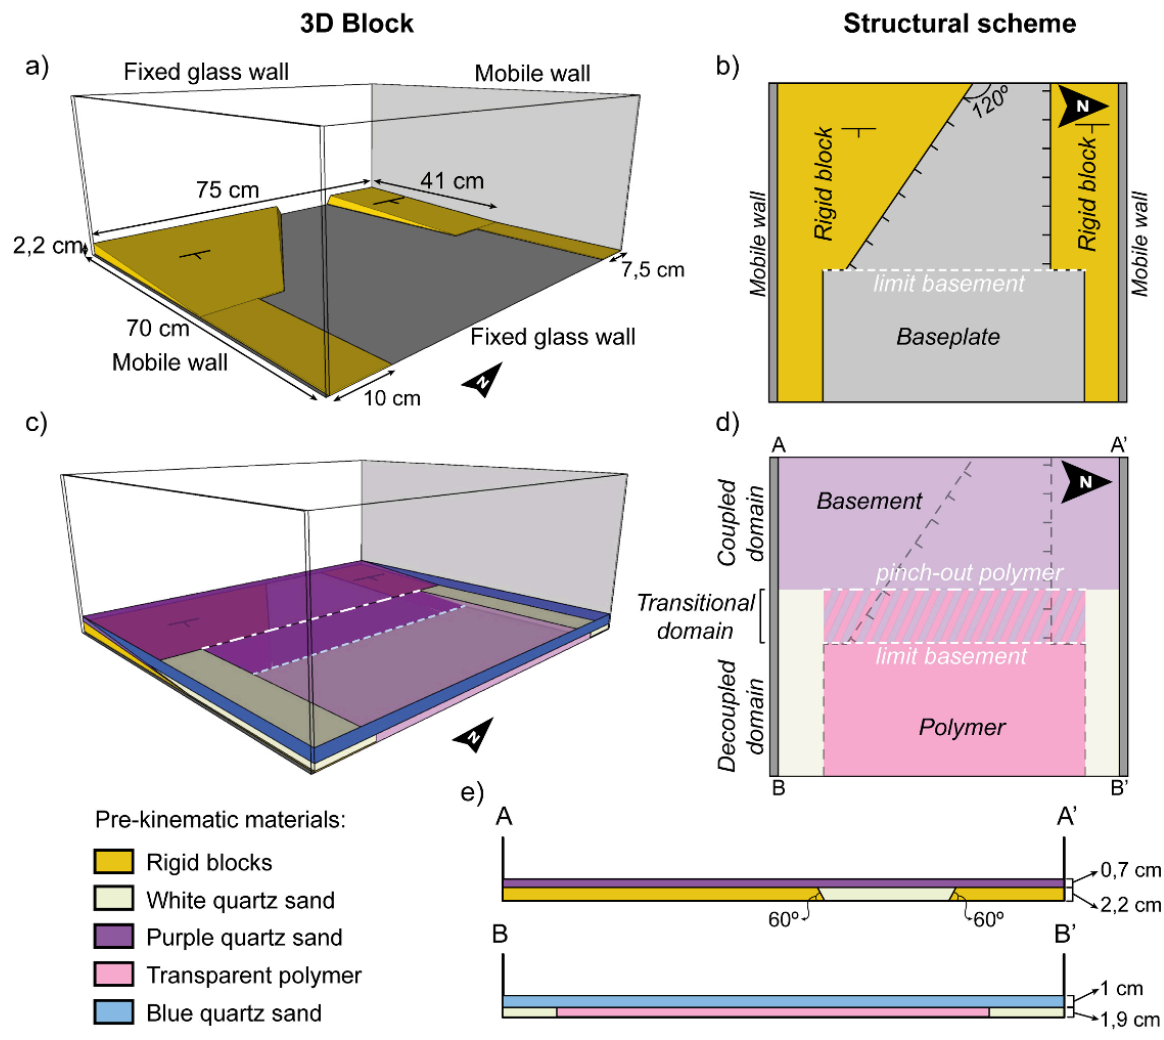 3D Block
Structural scheme
a)
Fixed glass wall
Mobile wall
75 cm
41 cm
2,2 cm
7,5 cm
70 cm
Mobile wall
Fixed glass wall
10 cm
N
b)
120º
N
Rigid block
Rigid block
Mobile wall
Mobile wall
limit basement
Baseplate
c)
N
d)
A
A'
Coupled
domain
Basement
N
pinch-out polymer
Transitional
domain
limit basement
Decoupled
domain
Polymer
B
B'
Pre-kinematic materials:
Rigid blocks
White quartz sand
Purple quartz sand
Transparent polymer
Blue quartz sand
e)
A
A'
0,7 cm
2,2 cm
60º
60º
B
B'
1 cm
1,9 cm